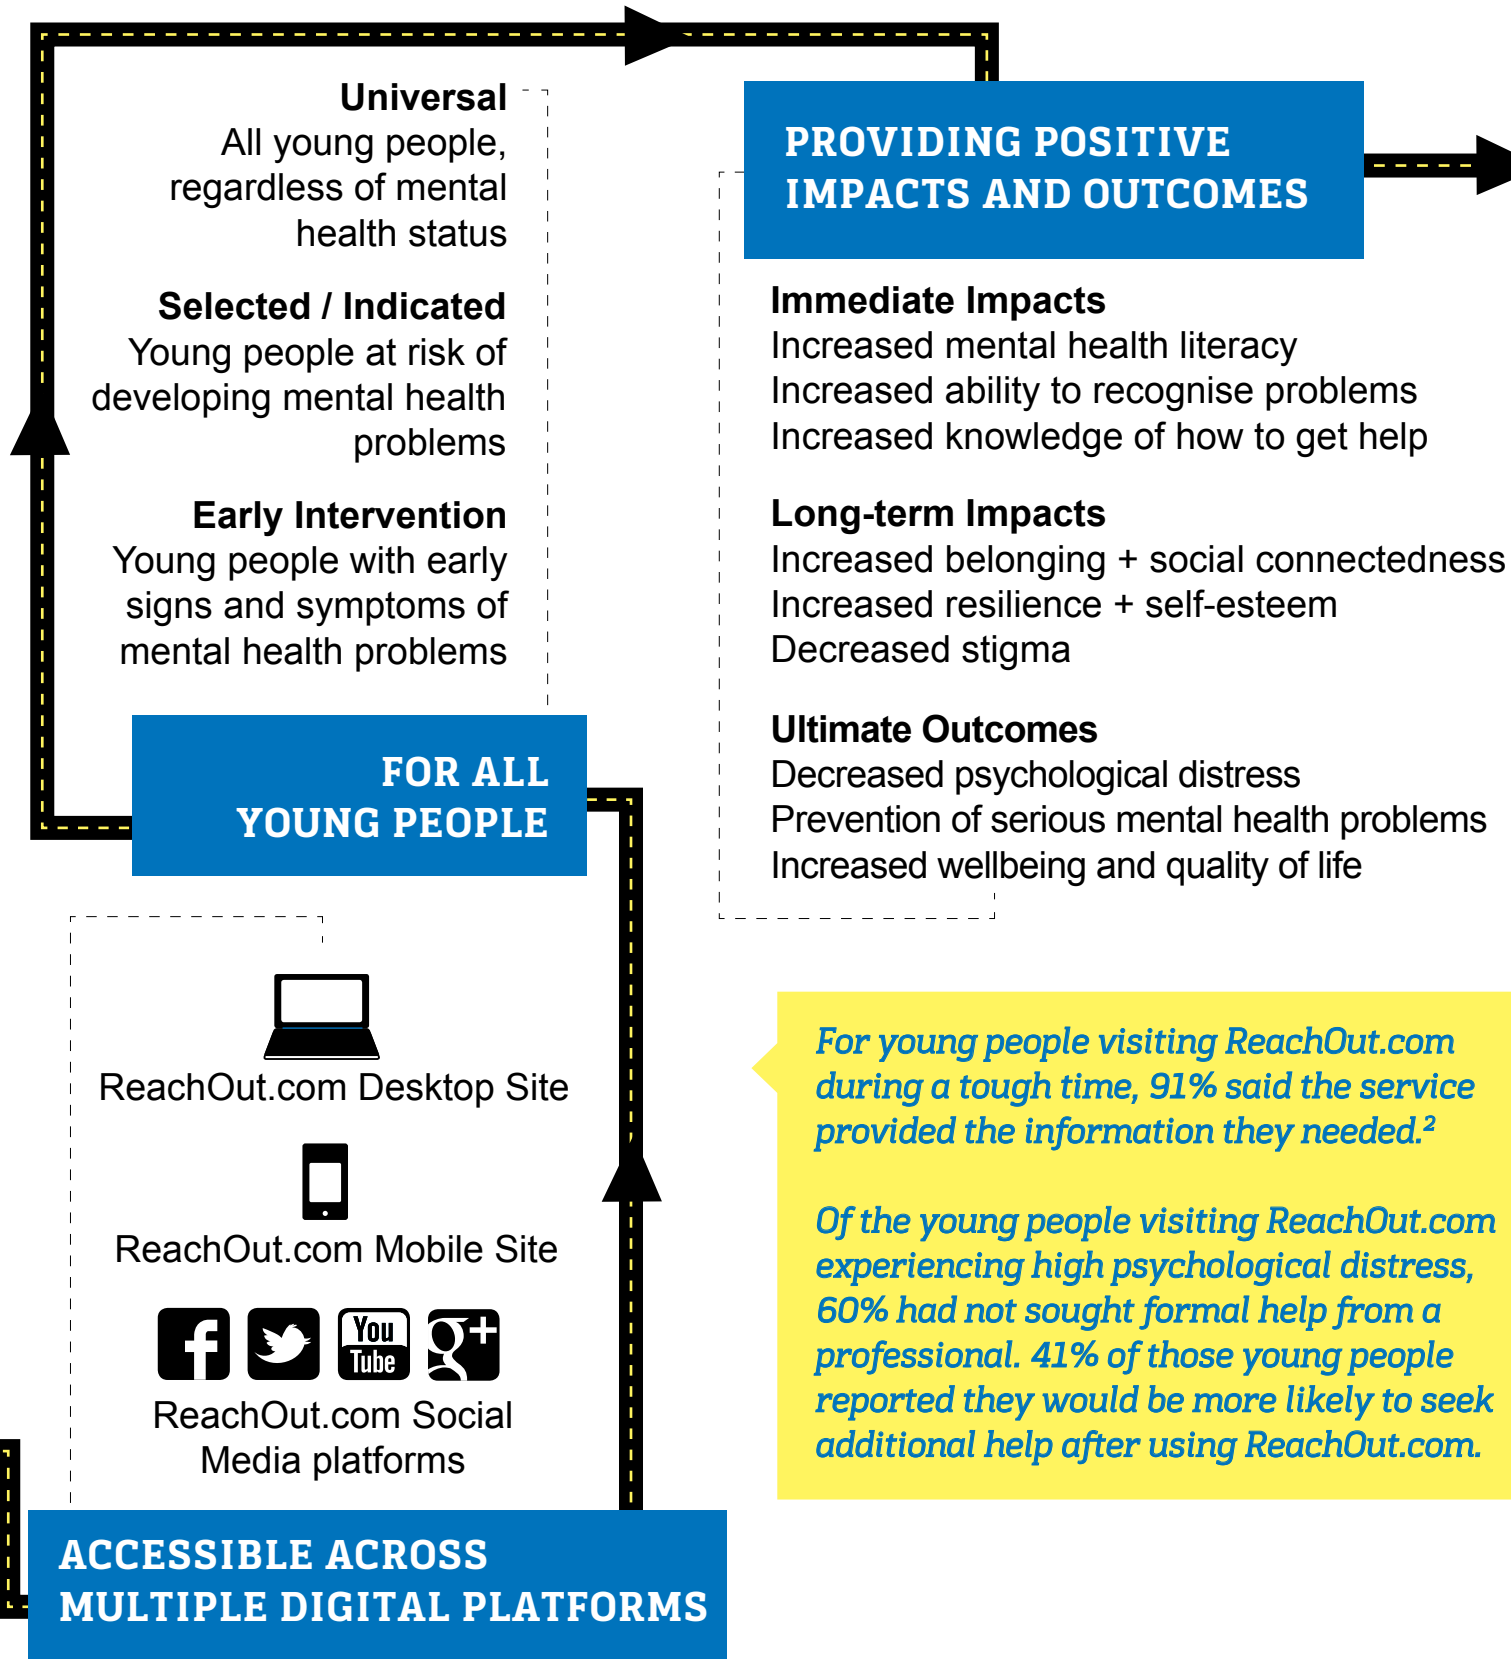 Universal
All young people,
regardless of mental
health status
Selected / Indicated
Young people at risk of
developing mental health
problems
Early Intervention
Young people with early
signs and symptoms of
mental health problems
FOR ALL
YOUNG PEOPLE
ReachOut.com Desktop Site
ReachOut.com Mobile Site
f You Tube g+
ReachOut.com Social
Media platforms
ACCESSIBLE ACROSS
MULTIPLE DIGITAL PLATFORMS
PROVIDING POSITIVE
IMPACTS AND OUTCOMES
Immediate Impacts
Increased mental health literacy
Increased ability to recognise problems
Increased knowledge of how to get help
Long-term Impacts
Increased belonging + social connectedness
Increased resilience + self-esteem
Decreased stigma
Ultimate Outcomes
Decreased psychological distress
Prevention of serious mental health problems
Increased wellbeing and quality of life
For young people visiting ReachOut.com
during a tough time, 91% said the service
provided the information they needed.²
Of the young people visiting ReachOut.com
experiencing high psychological distress,
60% had not sought formal help from a
professional. 41% of those young people
reported they would be more likely to seek
additional help after using ReachOut.com.